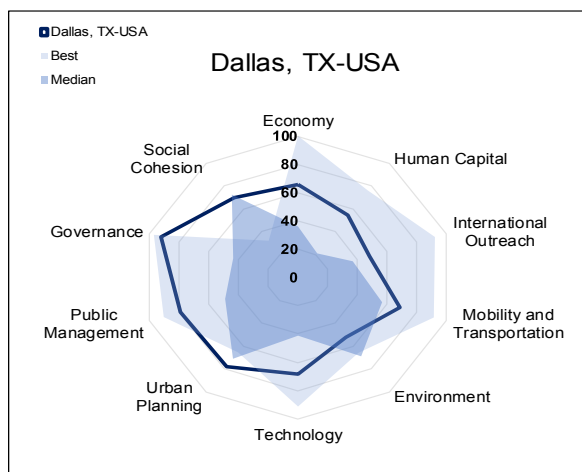 Dallas, TX-USA
Best
Median
Dallas, TX-USA
Economy
100
80
60
40
20
0
Human Capital
International
Outreach
Mobility and
Transportation
Environment
Technology
Urban
Planning
Public
Management
Governance
Social
Cohesion